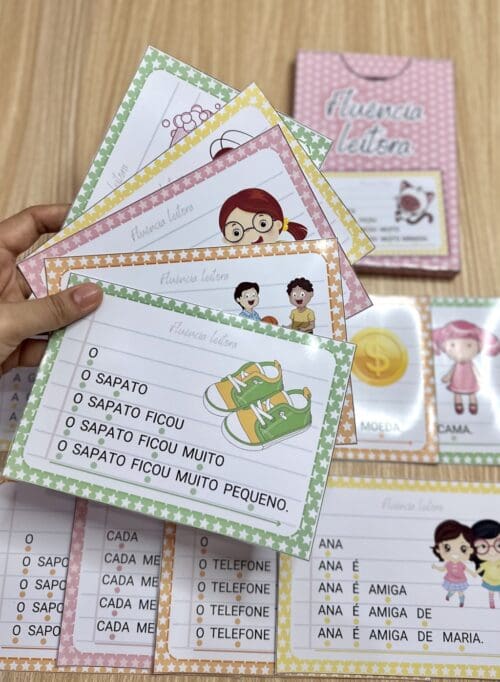 Fluência
leitora
Fluência leitora
Fluência leitora
Fluência leitora
O
O SAPATO
O SAPATO FICOU
O SAPATO FICOU MUITO
O SAPATO FICOU MUITO PEQUENO.
MOEDA.
CAMA.
O
O SAPO
O SAPO
O SAPO
O SAPO
CADA
CADA ME
CADA ME
CADA ME
CADA ME
O
O TELEFONE
O TELEFONE
O TELEFONE
O TELEFONE
Fluência leitora
ANA
ANA É
ANA É AMIGA
ANA É AMIGA DE
ANA É AMIGA DE MARIA.